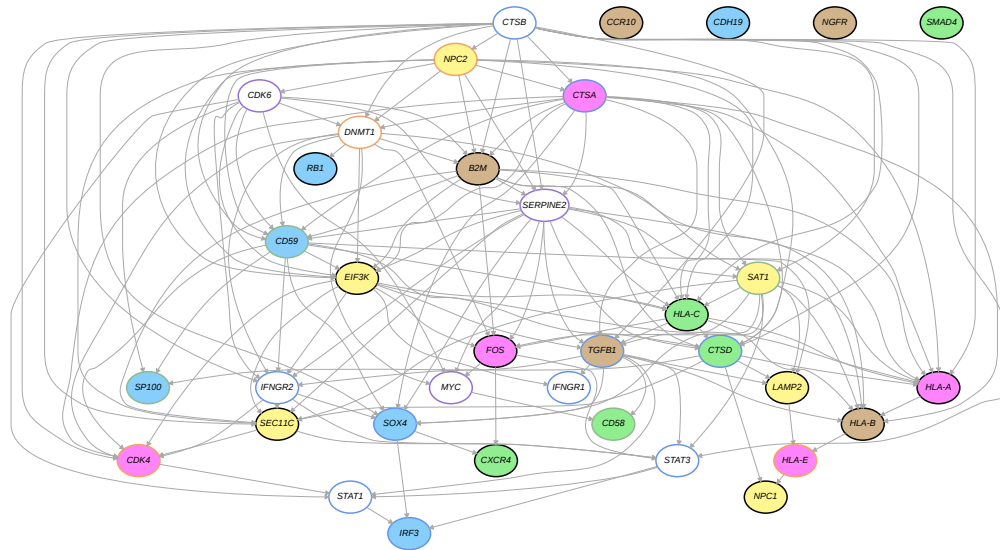 CTSB CCR10 CDH19 NGFR SMAD4
NPC2
CDK6 CTSA
DNMT1
RB1 B2M
SERPINE2
CD59
EIF3K SAT1
HLA-C
FOS TGFB1 CTSD
SP100 IFNGR2 MYC IFNGR1 LAMP2 HLA-A
SEC11C SOX4 CD58 HLA-B
CDK4 CXCR4 STAT3 HLA-E
STAT1 NPC1
IRF3